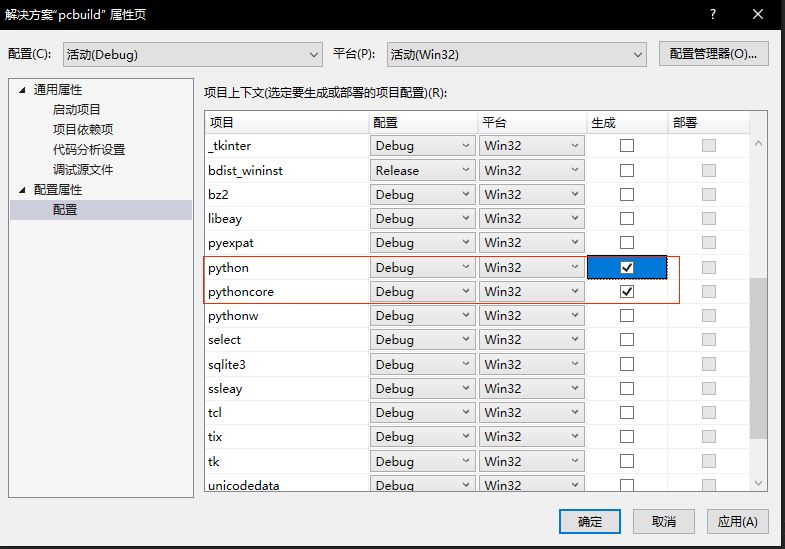 解决方案“pcbuild” 属性页
配置(C): 活动(Debug) 平台(P): 活动(Win32) 配置管理器(O)...
通用属性
启动项目
项目依赖项
代码分析设置
调试源文件
配置属性
配置
项目上下文(选定要生成或部署的项目配置)(R):
项目 配置 平台 生成 部署
_tkinter Debug Win32
bdist_wininst Release Win32
bz2 Debug Win32
libeay Debug Win32
pyexpat Debug Win32
python Debug Win32
pythoncore Debug Win32
pythonw Debug Win32
select Debug Win32
sqlite3 Debug Win32
ssleay Debug Win32
tcl Debug Win32
tix Debug Win32
tk Debug Win32
unicodedata Debug Win32
确定 取消 应用(A)